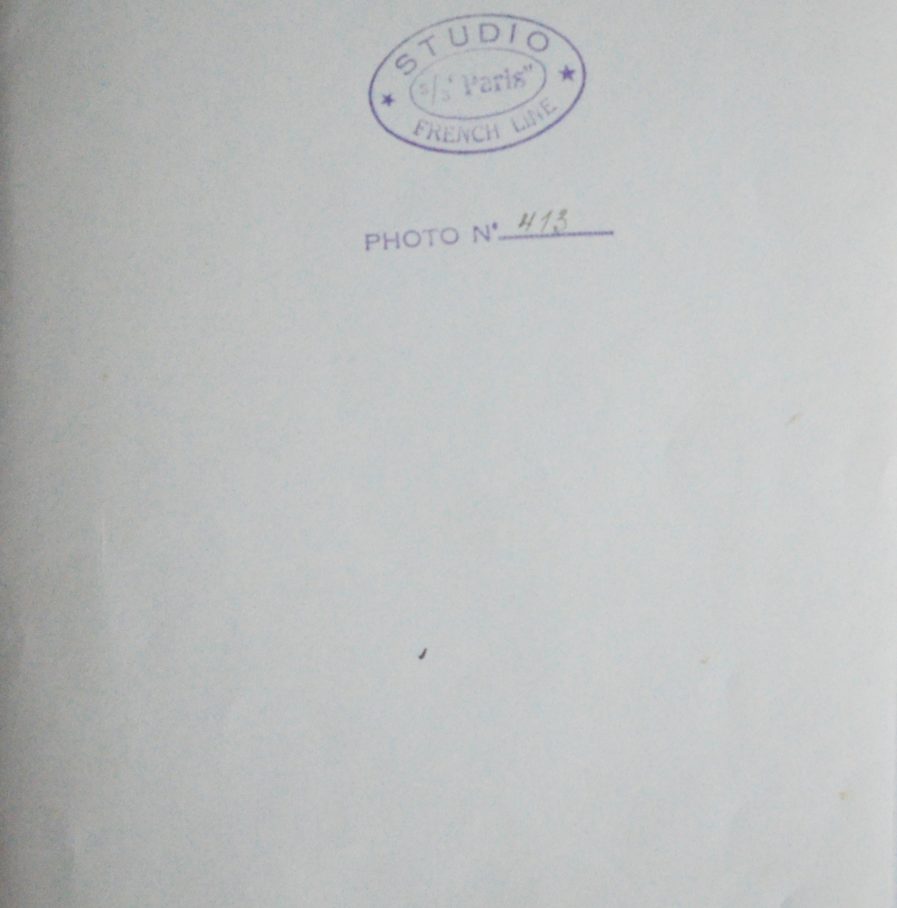 STUDIO
s/s "Paris"
FRENCH LINE
PHOTO N° 413